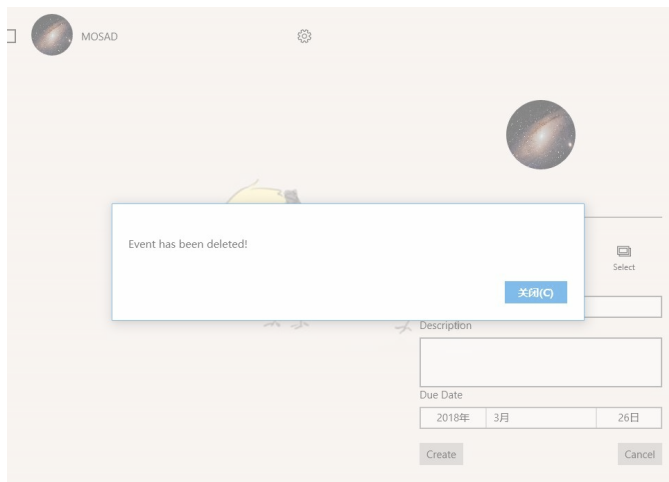 MOSAD
Event has been deleted!
关闭(C)
Select
Description
Due Date
2018年 3月 26日
Create Cancel